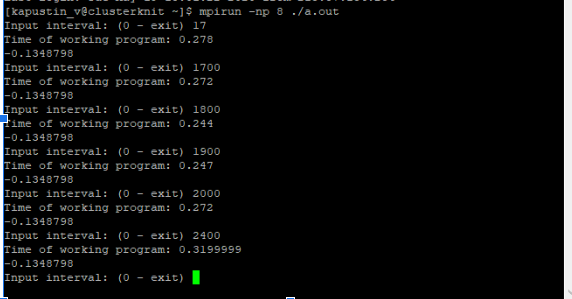 [kapustin_v@clusterknit ~]$ mpirun -np 8 ./a.out
Input interval: (0 - exit) 17
Time of working program: 0.278
-0.1348798
Input interval: (0 - exit) 1700
Time of working program: 0.272
-0.1348798
Input interval: (0 - exit) 1800
Time of working program: 0.244
-0.1348798
Input interval: (0 - exit) 1900
Time of working program: 0.247
-0.1348798
Input interval: (0 - exit) 2000
Time of working program: 0.272
-0.1348798
Input interval: (0 - exit) 2400
Time of working program: 0.3199999
-0.1348798
Input interval: (0 - exit)